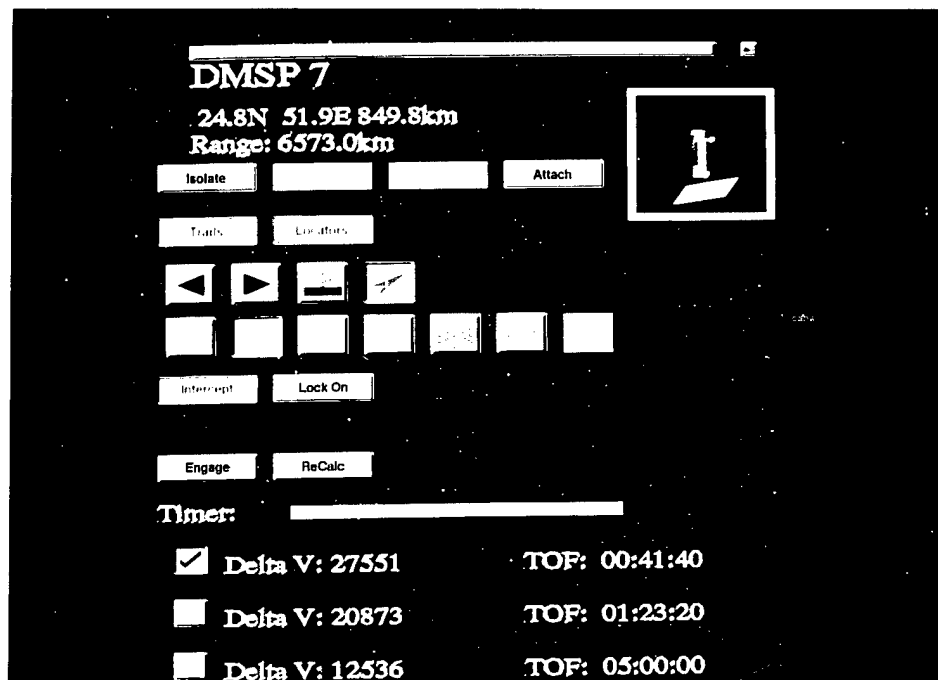 DMSP 7
24.8N 51.9E 849.8km
Range: 6573.0km
Isolate Attach
Trails Locators
Intercept Lock On
Engage ReCalc
Timer:
Delta V: 27551 TOF: 00:41:40
Delta V: 20873 TOF: 01:23:20
Delta V: 12536 TOF: 05:00:00